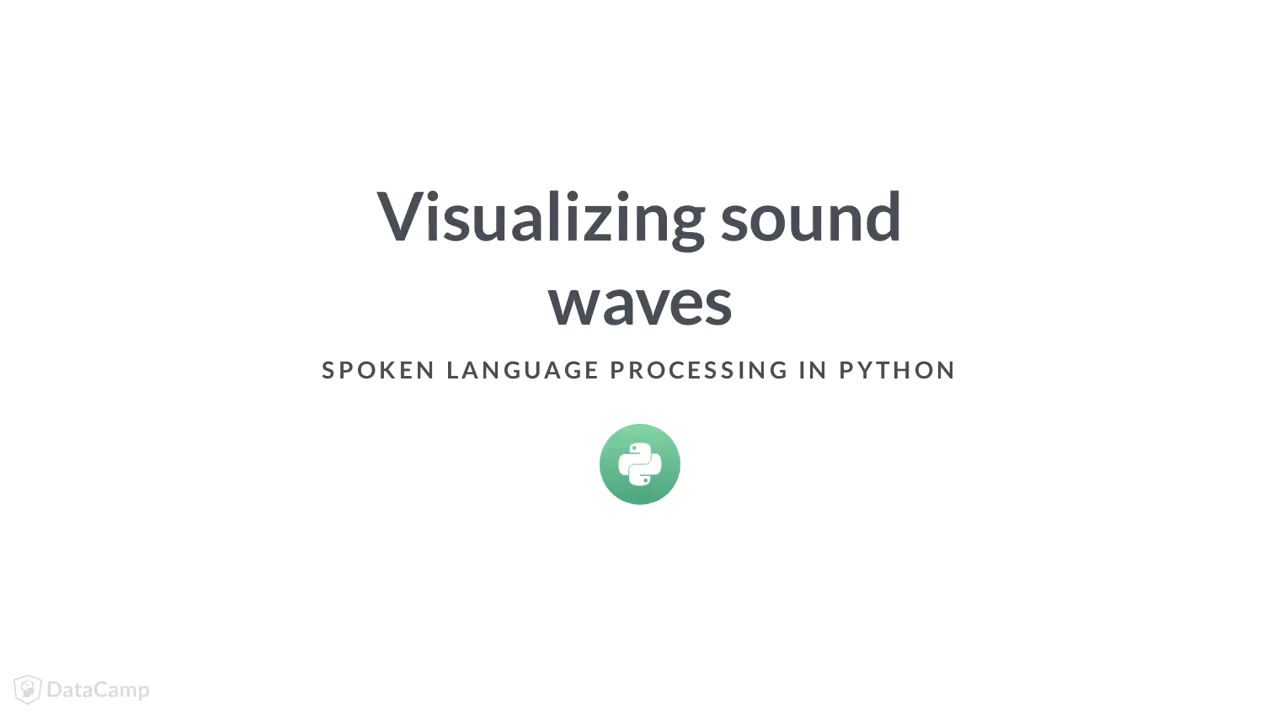 Visualizing sound
waves
SPOKEN LANGUAGE PROCESSING IN PYTHON
DataCamp